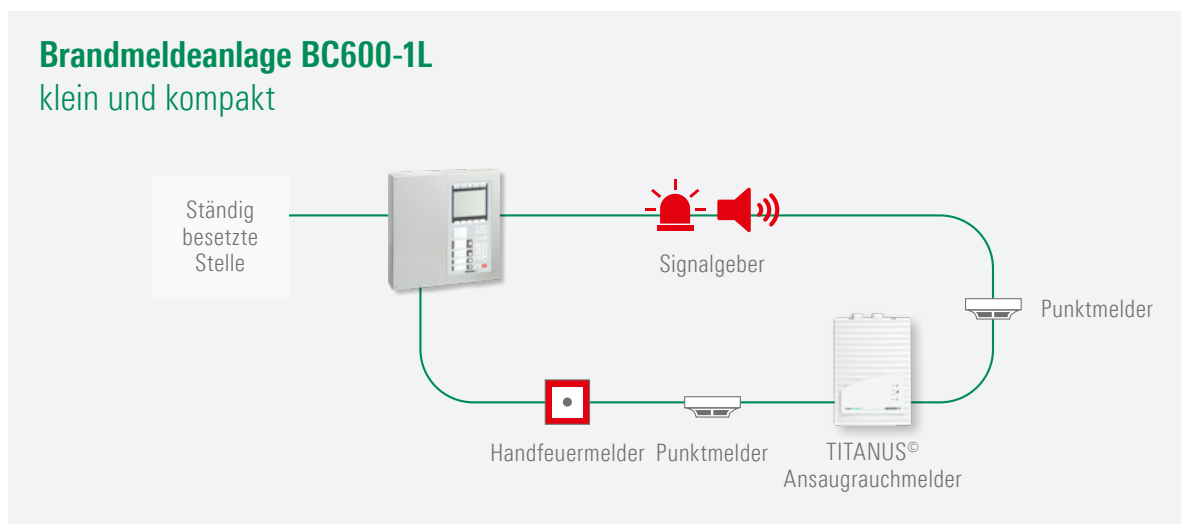 Brandmeldeanlage BC600-1L
klein und kompakt
Ständig
besetzte
Stelle
Signalgeber
Punktmelder
Handfeuermelder
Punktmelder
TITANUS©
Ansaugrauchmelder